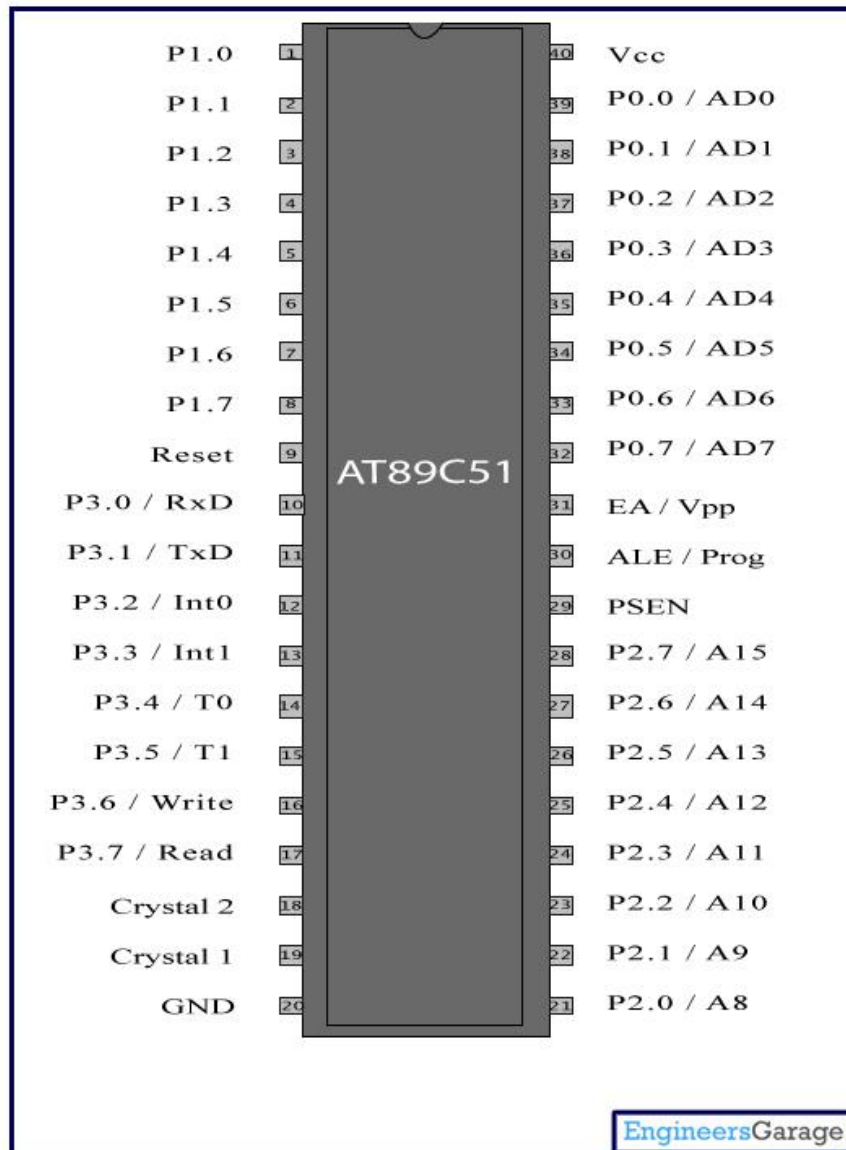 P1.0 1 40 Vcc
P1.1 2 39 P0.0 / AD0
P1.2 3 38 P0.1 / AD1
P1.3 4 37 P0.2 / AD2
P1.4 5 36 P0.3 / AD3
P1.5 6 35 P0.4 / AD4
P1.6 7 34 P0.5 / AD5
P1.7 8 33 P0.6 / AD6
Reset 9 32 P0.7 / AD7
AT89C51
P3.0 / RxD 10 31 EA / Vpp
P3.1 / TxD 11 30 ALE / Prog
P3.2 / Int0 12 29 PSEN
P3.3 / Int1 13 28 P2.7 / A15
P3.4 / T0 14 27 P2.6 / A14
P3.5 / T1 15 26 P2.5 / A13
P3.6 / Write 16 25 P2.4 / A12
P3.7 / Read 17 24 P2.3 / A11
Crystal 2 18 23 P2.2 / A10
Crystal 1 19 22 P2.1 / A9
GND 20 21 P2.0 / A8
EngineersGarage